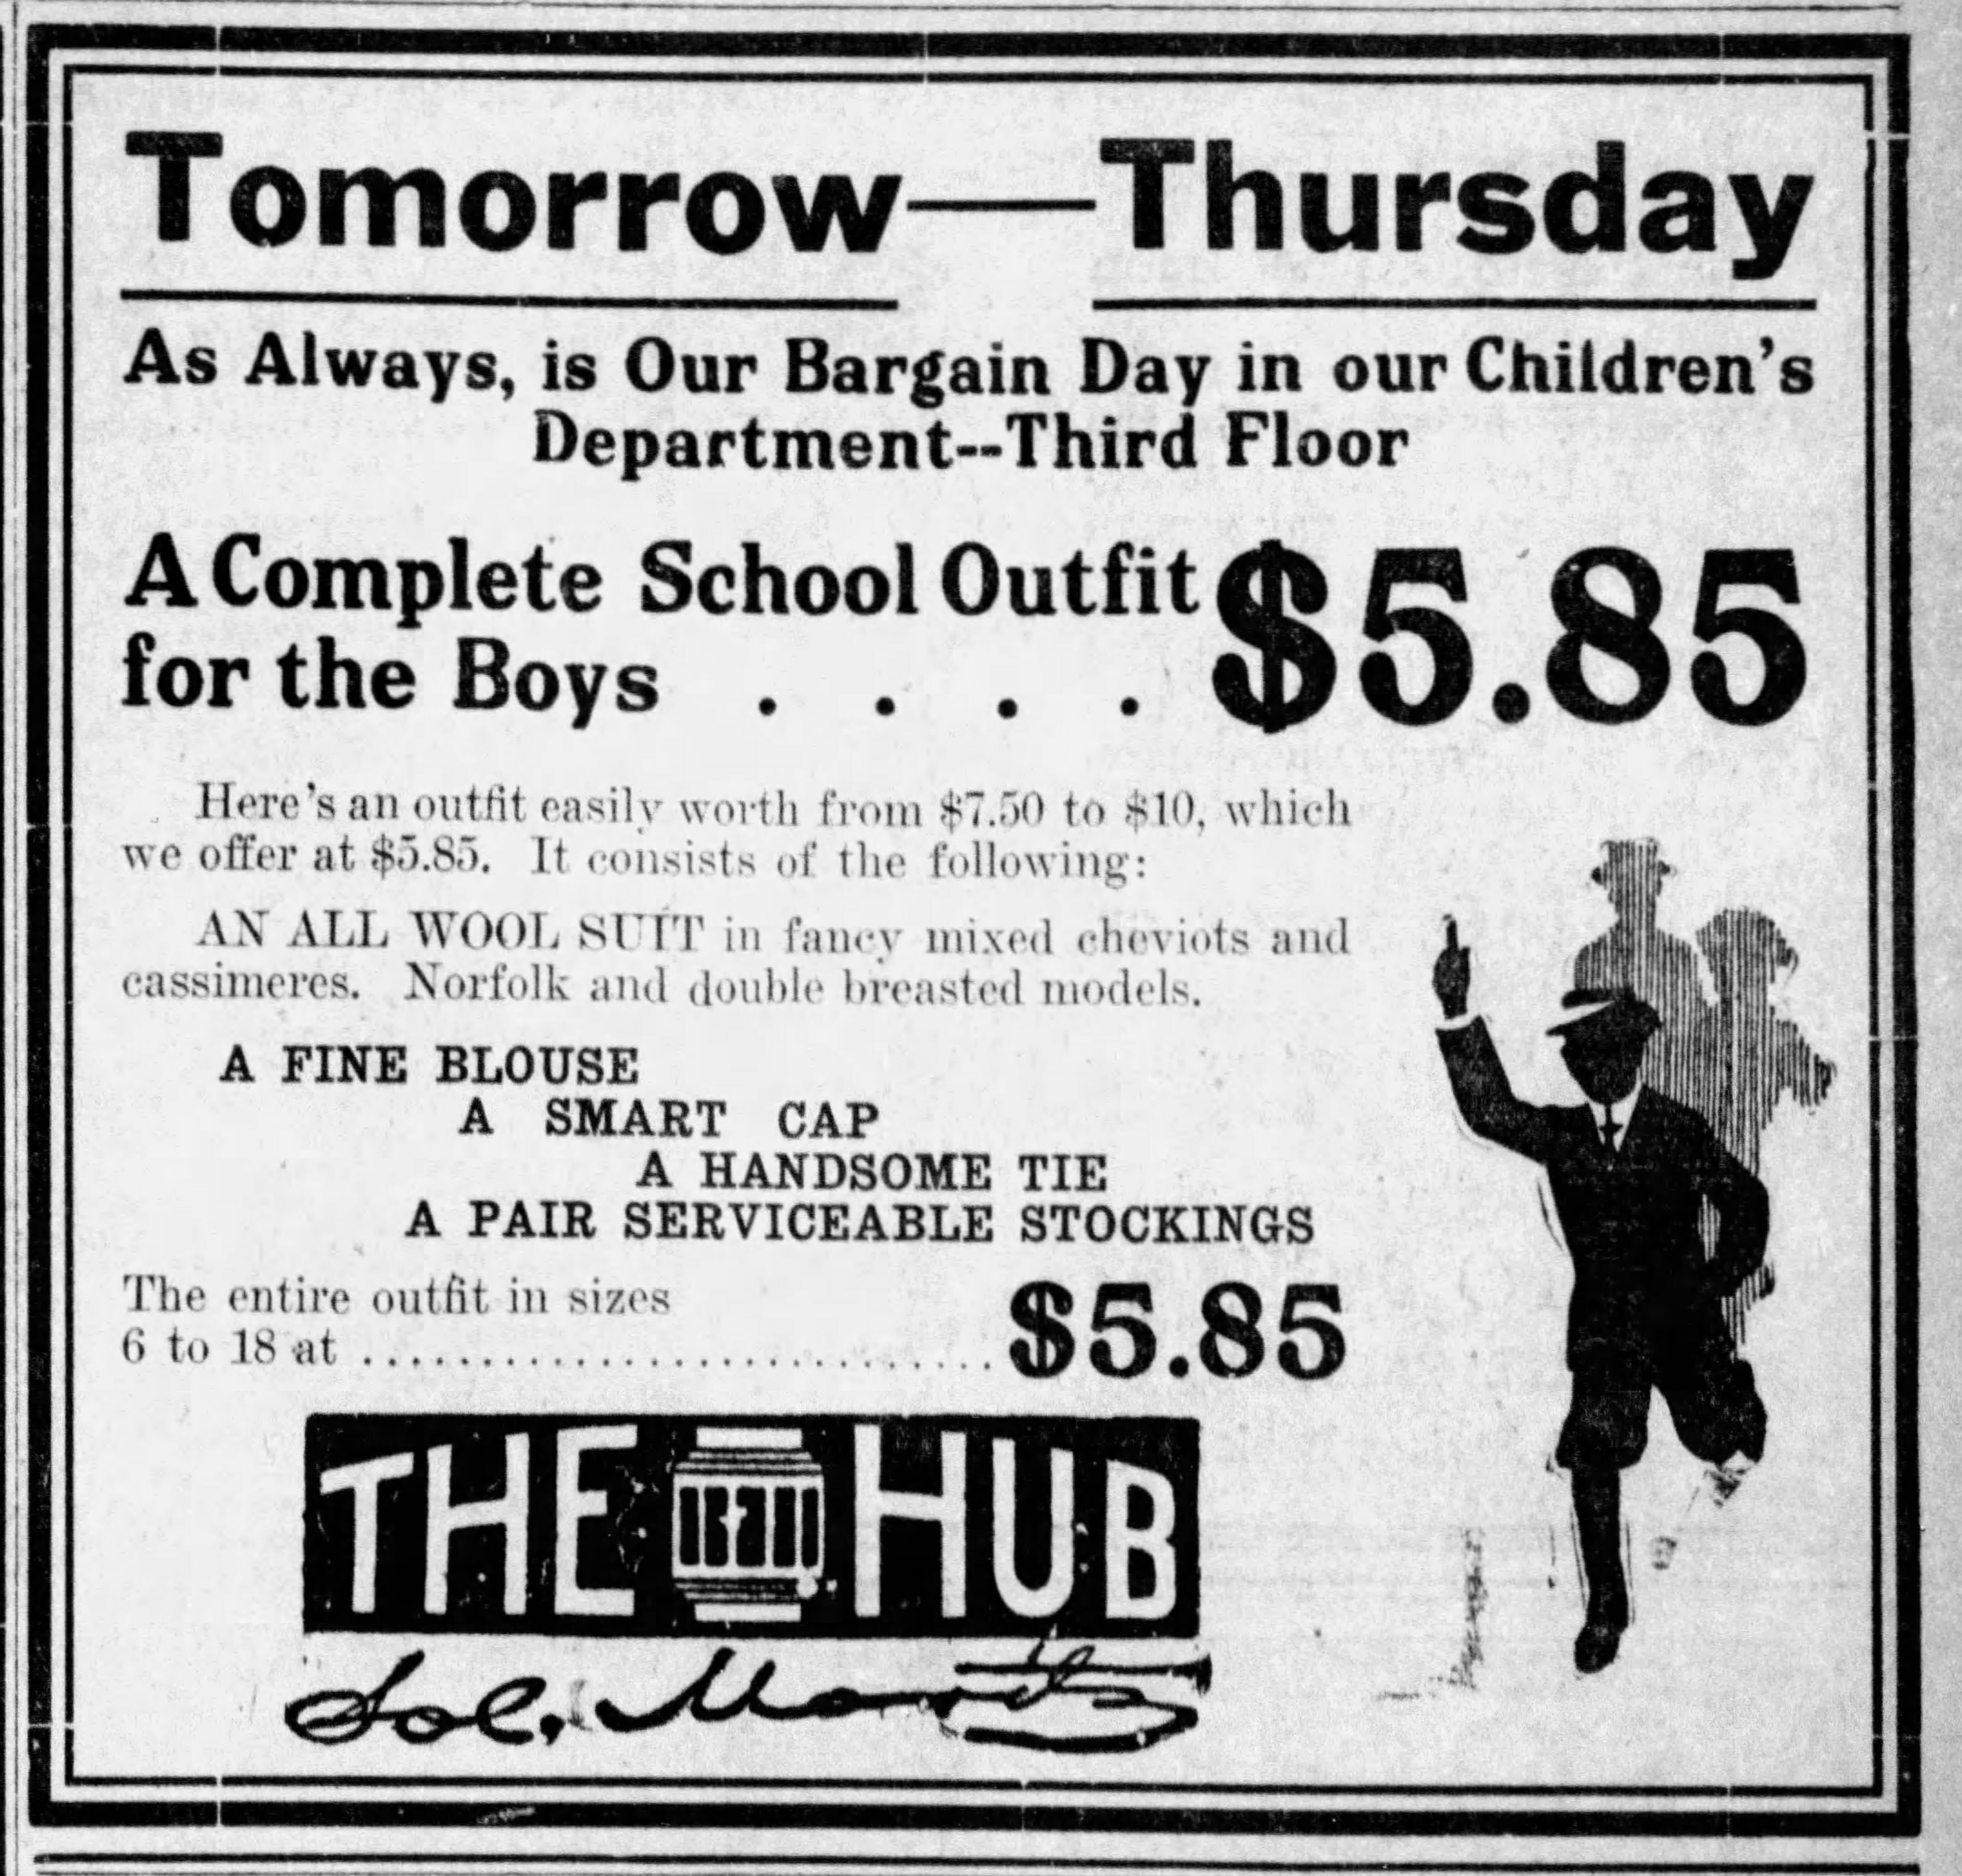 Tomorrow—Thursday
As Always, is Our Bargain Day in our Children's
Department--Third Floor
A Complete School Outfit
for the Boys . . . . $5.85
Here's an outfit easily worth from $7.50 to $10, which
we offer at $5.85. It consists of the following:
AN ALL WOOL SUIT in fancy mixed cheviots and
cassimeres. Norfolk and double breasted models.
A FINE BLOUSE
A SMART CAP
A HANDSOME TIE
A PAIR SERVICEABLE STOCKINGS
The entire outfit in sizes
6 to 18 at ........................... $5.85
THE HUB
Sol.